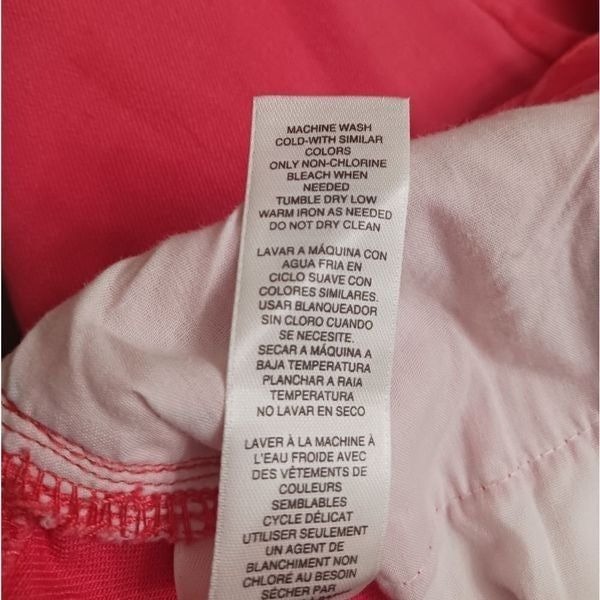 MACHINE WASH
COLD-WITH SIMILAR
COLORS
ONLY NON-CHLORINE
BLEACH WHEN
NEEDED
TUMBLE DRY LOW
WARM IRON AS NEEDED
DO NOT DRY CLEAN
LAVAR A MÁQUINA CON
AGUA FRIA EN
CICLO SUAVE CON
COLORES SIMILARES.
USAR BLANQUEADOR
SIN CLORO CUANDO
SE NECESITE.
SECAR A MÁQUINA A
BAJA TEMPERATURA
PLANCHAR A RAIA
TEMPERATURA
NO LAVAR EN SECO
LAVER À LA MACHINE À
L'EAU FROIDE AVEC
DES VÊTEMENTS DE
COULEURS
SEMBLABLES
CYCLE DÉLICAT
UTILISER SEULEMENT
UN AGENT DE
BLANCHIMENT NON
CHLORÉ AU BESOIN
SÉCHER PAR